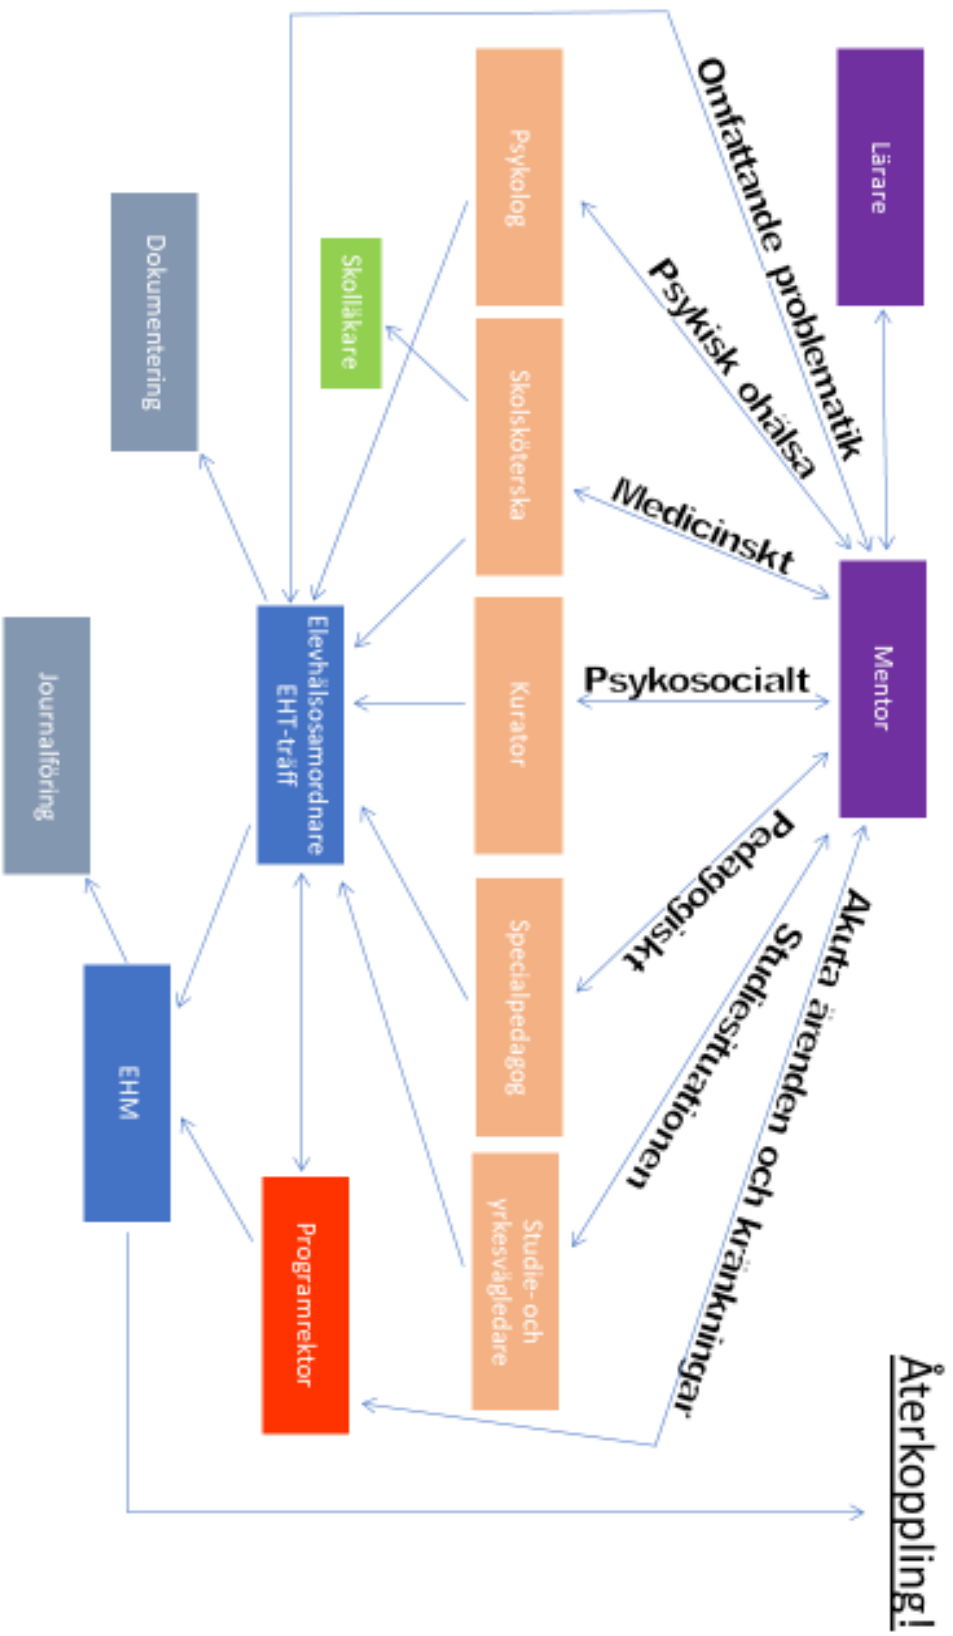 Återkoppling!
Lärare
Mentor
Omfattande problematik
Psykisk ohälsa
Medicinskt
Psykosocialt
Pedagogiskt
Studiesituationen
Akuta ärenden och kränkningar
Psykolog
Skolsköterska
Kurator
Specialpedagog
Studie- och
yrkesvägledare
Skolläkare
Elevhälsosamordnare
EHT-träff
Programrektor
Dokumentering
EHM
Journalföring